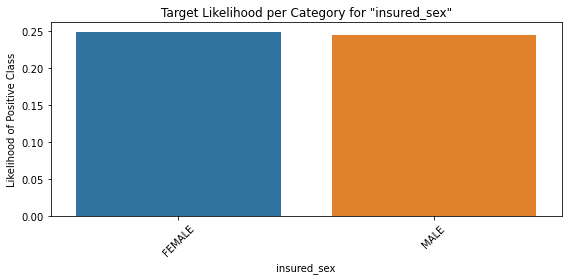 Target Likelihood per Category for "insured_sex"
Likelihood of Positive Class
0.25
0.20
0.15
0.10
0.05
0.00
FEMALE
MALE
insured_sex